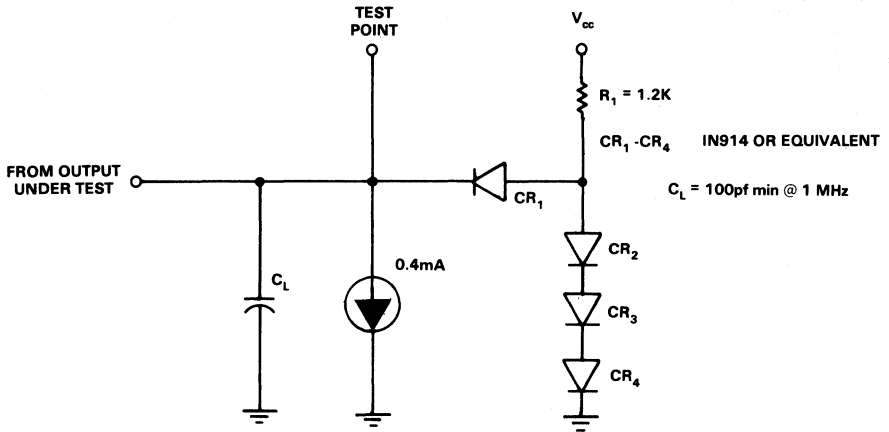 TEST
POINT
V_cc
R_1 = 1.2K
CR_1 -CR_4 IN914 OR EQUIVALENT
C_L = 100pf min @ 1 MHz
FROM OUTPUT
UNDER TEST
CR_1
CR_2
0.4mA
C_L
CR_3
CR_4